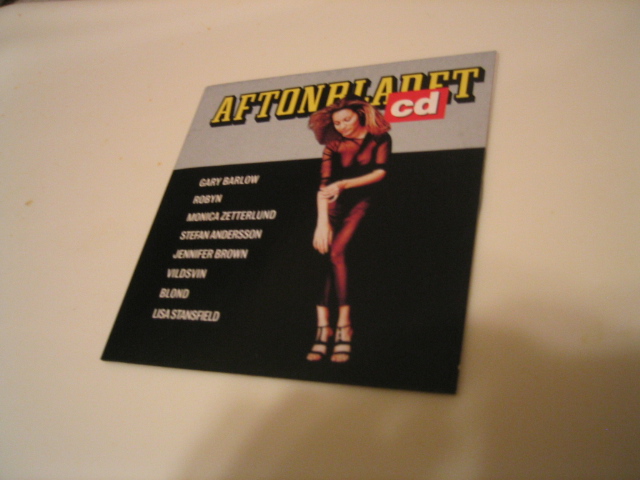 AFTONBLADET
cd
GARY BARLOW
ROBYN
MONICA ZETTERLUND
STEFAN ANDERSSON
JENNIFER BROWN
VILDSVIN
BLOND
LISA STANSFIELD